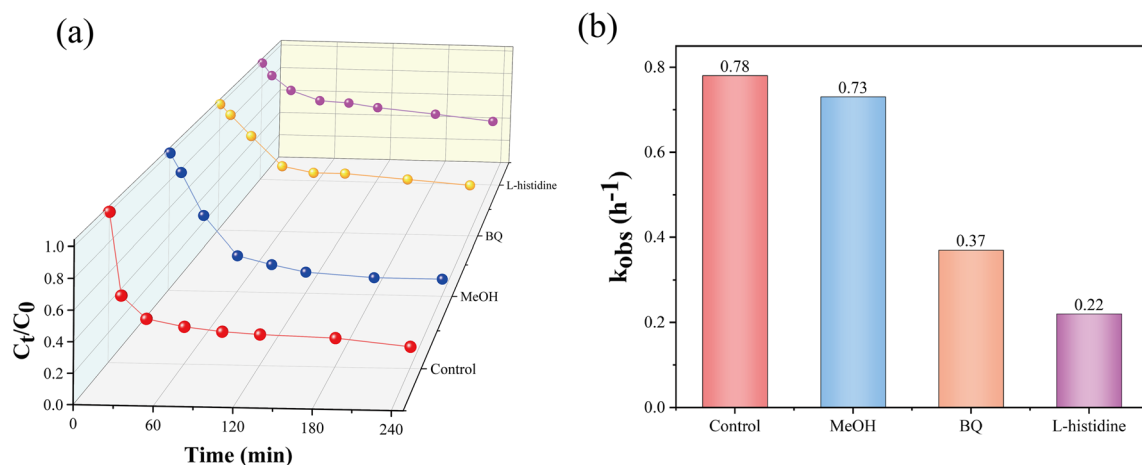 (a)
1.0
0.8
0.6
0.4
0.2
0.0
Ct/C0
0
60
120
180
240
Time (min)
Control
MeOH
BQ
L-histidine
(b)
0.8
0.6
0.4
0.2
0.0
kobs (h-1)
0.78
0.73
0.37
0.22
Control
MeOH
BQ
L-histidine